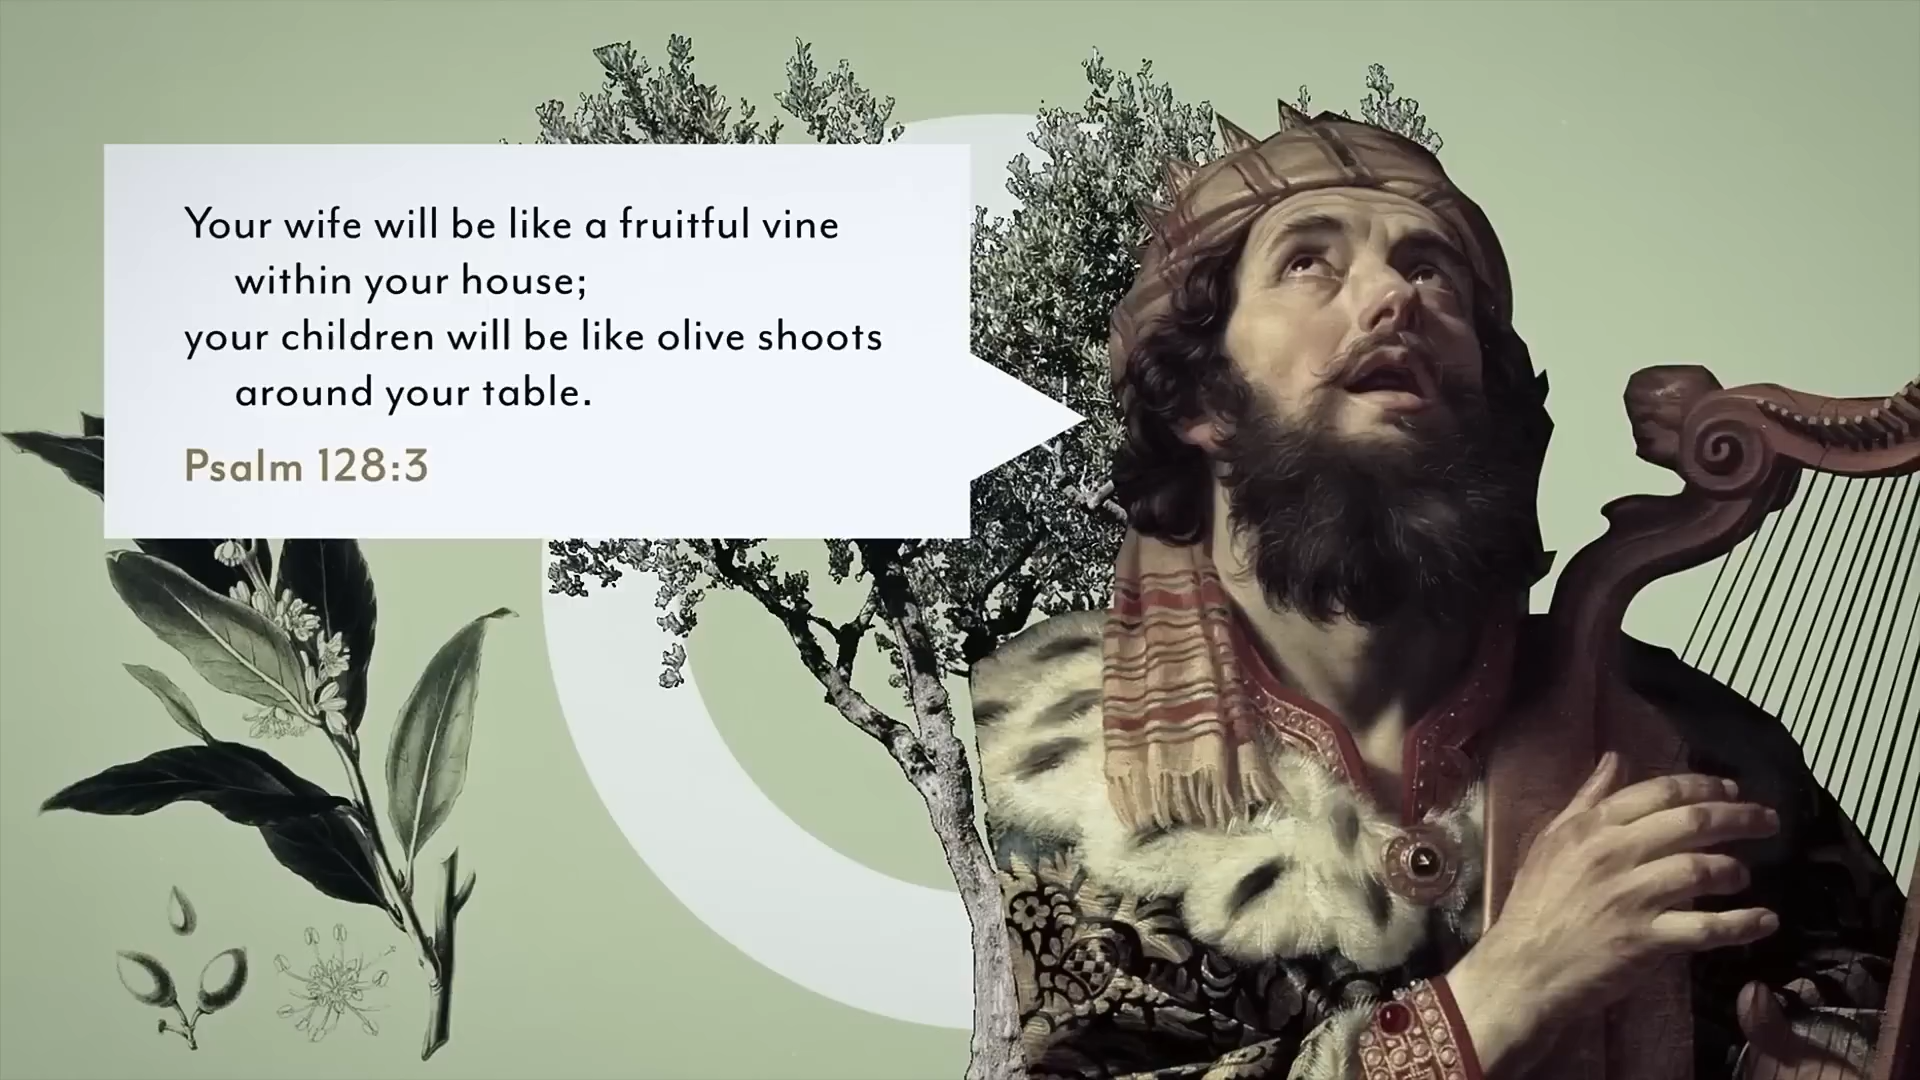 Your wife will be like a fruitful vine
within your house;
your children will be like olive shoots
around your table.
Psalm 128:3